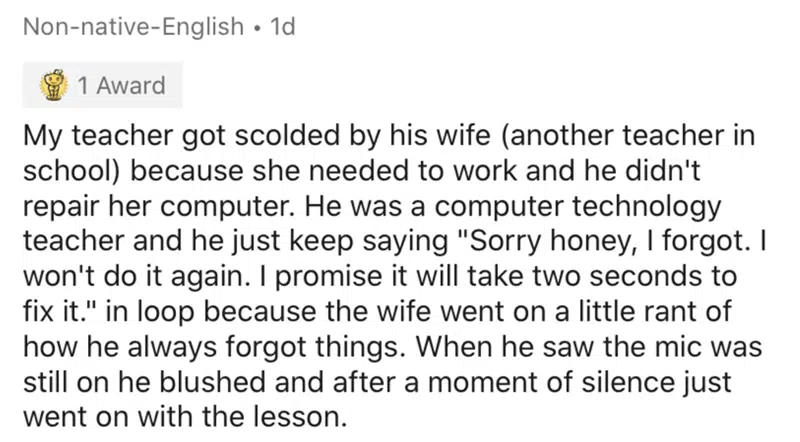 Non-native-English • 1d
1 Award
My teacher got scolded by his wife (another teacher in
school) because she needed to work and he didn't
repair her computer. He was a computer technology
teacher and he just keep saying "Sorry honey, I forgot. I
won't do it again. I promise it will take two seconds to
fix it." in loop because the wife went on a little rant of
how he always forgot things. When he saw the mic was
still on he blushed and after a moment of silence just
went on with the lesson.